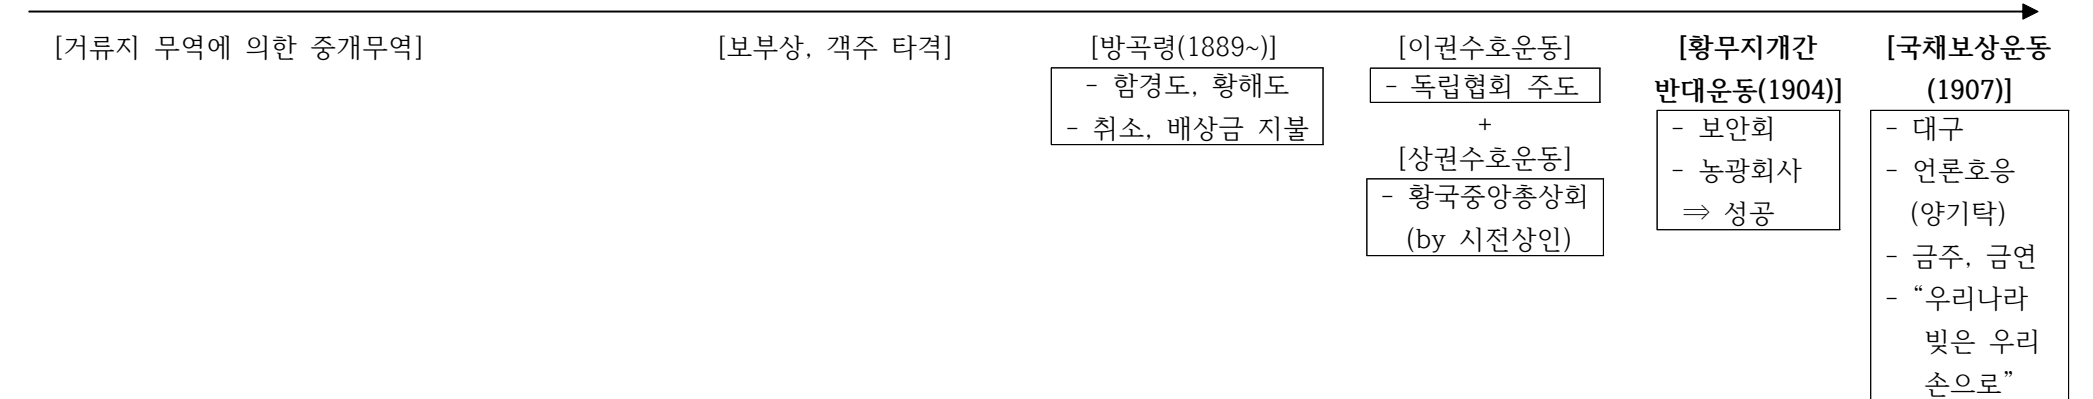 [거류지 무역에 의한 중개무역]
[보부상, 객주 타격]
[방곡령(1889~)]
- 함경도, 황해도
- 취소, 배상금 지불
[이권수호운동]
- 독립협회 주도
+
[상권수호운동]
- 황국중앙총상회
(by 시전상인)
[황무지개간
반대운동(1904)]
- 보안회
- 농광회사
⇒ 성공
[국채보상운동
(1907)]
- 대구
- 언론호응
(양기탁)
- 금주, 금연
- “우리나라
빚은 우리
손으로”